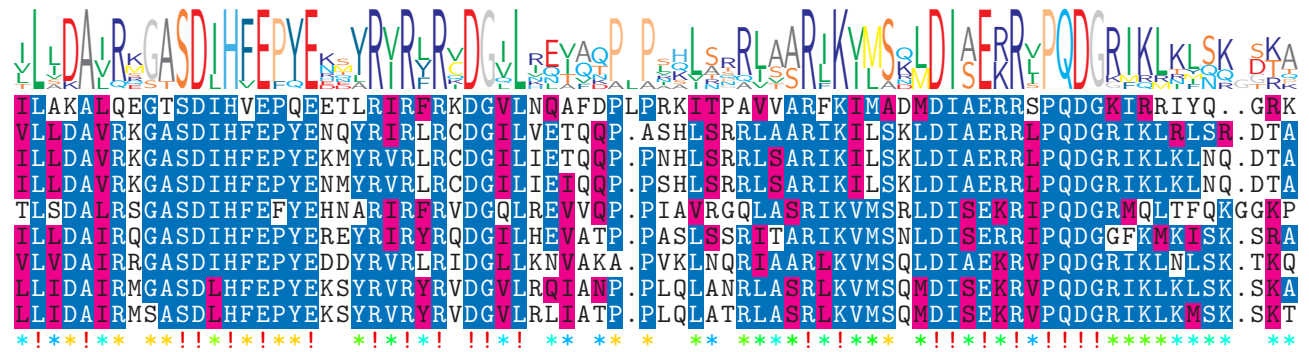 ILLDAIRKGASDIHFEPYEKSYRVRLRVDGVLREVAQPPHLSRRLAARIKVMSQLDIAERRVPQDGRIKLKLSKSKA
ILAKALQEGTSDIHVEPQEETLRIRFRKDGVLNQAFDPLPRKITPAVVARFKIMADMDIAERRSPQDGKIRRIYQ..GRK
VLLDAVRKGASDIHFEPYENQYRIRLRCDGILVETQQP.ASHLSRRLAARIKILSKLDIAERRLPQDGRIKLRLSR.DTA
ILLDAVRKGASDIHFEPYEKMYRVRLRCDGILIETQQP.PNHLSRRLSARIKILSKLDIAERRLPQDGRIKLKLNQ.DTA
ILLDAVRKGASDIHFEPYENMYRVRLRCDGILIEIQQP.PSHLSRRLSARIKILSKLDIAERRLPQDGRIKLKLNQ.DTA
TLSDALRSGASDIHFEFYEHNARIRFRVDGQLREVVQP.PIAVRGQLASRIKVMSRLDISEKRIPQDGRMQLTFQKGGKP
ILLDAIRQGASDIHFEPYEREYRIRYRQDGILHEVATP.PASLSSRITARIKVMSNLDISERRIPQDGGFKMKISK.SRA
VLVDAIRRGASDIHFEPYEDDYRVRLRIDGLLKNVAKA.PVKLNQRIAARLKVMSQLDIAEKRVPQDGRIKLNLSK.TKQ
LLIDAIRMGASDLHFEPYEKSYRVRYRVDGVLRQIANP.PLQLANRLASRLKVMSQMDISEKRVPQDGRIKLKLSK.SKA
LLIDAIRMSASDLHFEPYEKSYRVRYRVDGVLRLIATP.PLQLATRLASRLKVMSQMDISEKRVPQDGRIKLKMSK.SKT